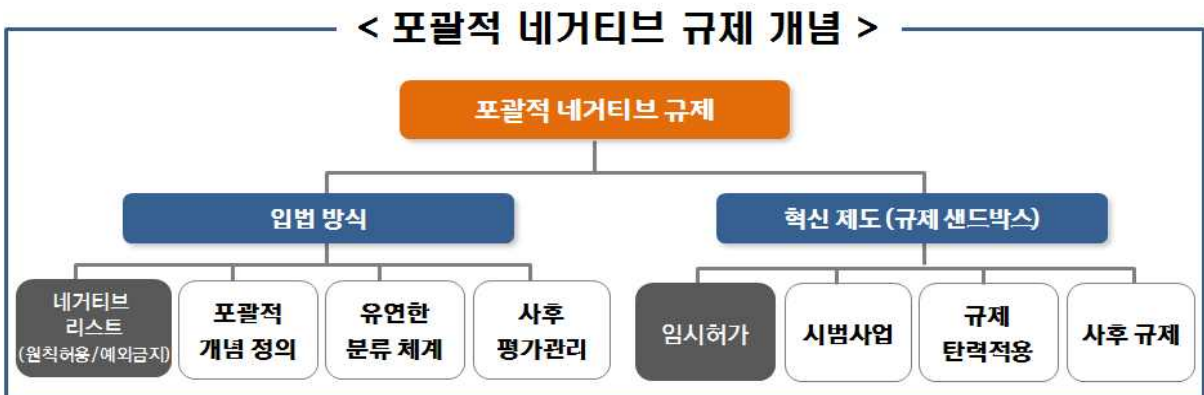 < 포괄적 네거티브 규제 개념 >
포괄적 네거티브 규제
입법 방식
혁신 제도 (규제 샌드박스)
네거티브
리스트
(원칙허용/예외금지)
포괄적
개념 정의
유연한
분류 체계
사후
평가관리
임시허가
시범사업
규제
탄력적용
사후 규제